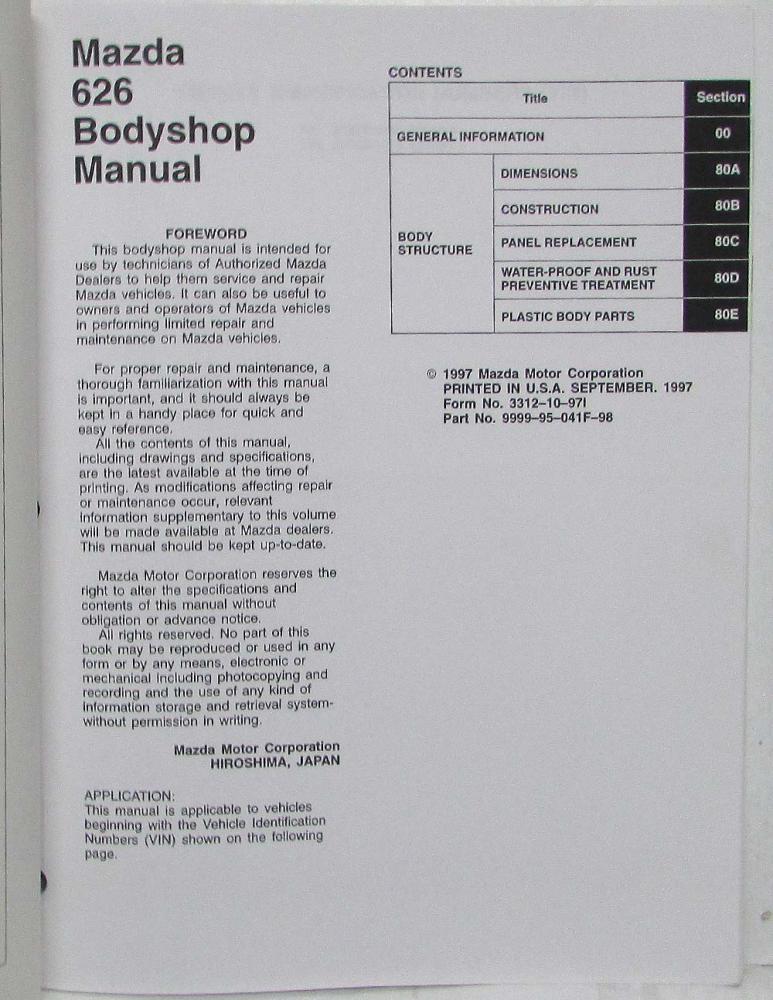 Mazda
626
Bodyshop
Manual
FOREWORD
This bodyshop manual is intended for
use by technicians of Authorized Mazda
Dealers to help them service and repair
Mazda vehicles. It can also be useful to
owners and operators of Mazda vehicles
in performing limited repair and
maintenance on Mazda vehicles.
For proper repair and maintenance, a
thorough familiarization with this manual
is important, and it should always be
kept in a handy place for quick and
easy reference.
All the contents of this manual,
including drawings and specifications,
are the latest available at the time of
printing. As modifications affecting repair
or maintenance occur, relevant
information supplementary to this volume
will be made available at Mazda dealers.
This manual should be kept up-to-date.
Mazda Motor Corporation reserves the
right to alter the specifications and
contents of this manual without
obligation or advance notice.
All rights reserved. No part of this
book may be reproduced or used in any
form or by any means, electronic or
mechanical including photocopying and
recording and the use of any kind of
information storage and retrieval system-
without permission in writing.
Mazda Motor Corporation
HIROSHIMA, JAPAN
APPLICATION:
This manual is applicable to vehicles
beginning with the Vehicle Identification
Numbers (VIN) shown on the following
page.
CONTENTS
Title Section
GENERAL INFORMATION 00
BODY
STRUCTURE
DIMENSIONS 80A
CONSTRUCTION 80B
PANEL REPLACEMENT 80C
WATER-PROOF AND RUST
PREVENTIVE TREATMENT 80D
PLASTIC BODY PARTS 80E
© 1997 Mazda Motor Corporation
PRINTED IN U.S.A. SEPTEMBER. 1997
Form No. 3312–10–97I
Part No. 9999–95–041F–98